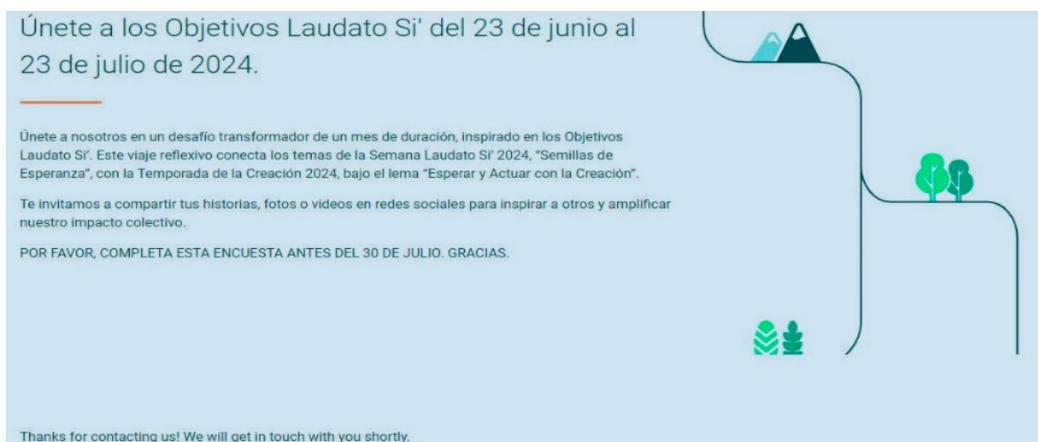 Únete a los Objetivos Laudato Si' del 23 de junio al
23 de julio de 2024.
Únete a nosotros en un desafío transformador de un mes de duración, inspirado en los Objetivos
Laudato Si'. Este viaje reflexivo conecta los temas de la Semana Laudato Si' 2024, "Semillas de
Esperanza", con la Temporada de la Creación 2024, bajo el lema "Esperar y Actuar con la Creación".
Te invitamos a compartir tus historias, fotos o videos en redes sociales para inspirar a otros y amplificar
nuestro impacto colectivo.
POR FAVOR, COMPLETA ESTA ENCUESTA ANTES DEL 30 DE JULIO. GRACIAS.
Thanks for contacting us! We will get in touch with you shortly.